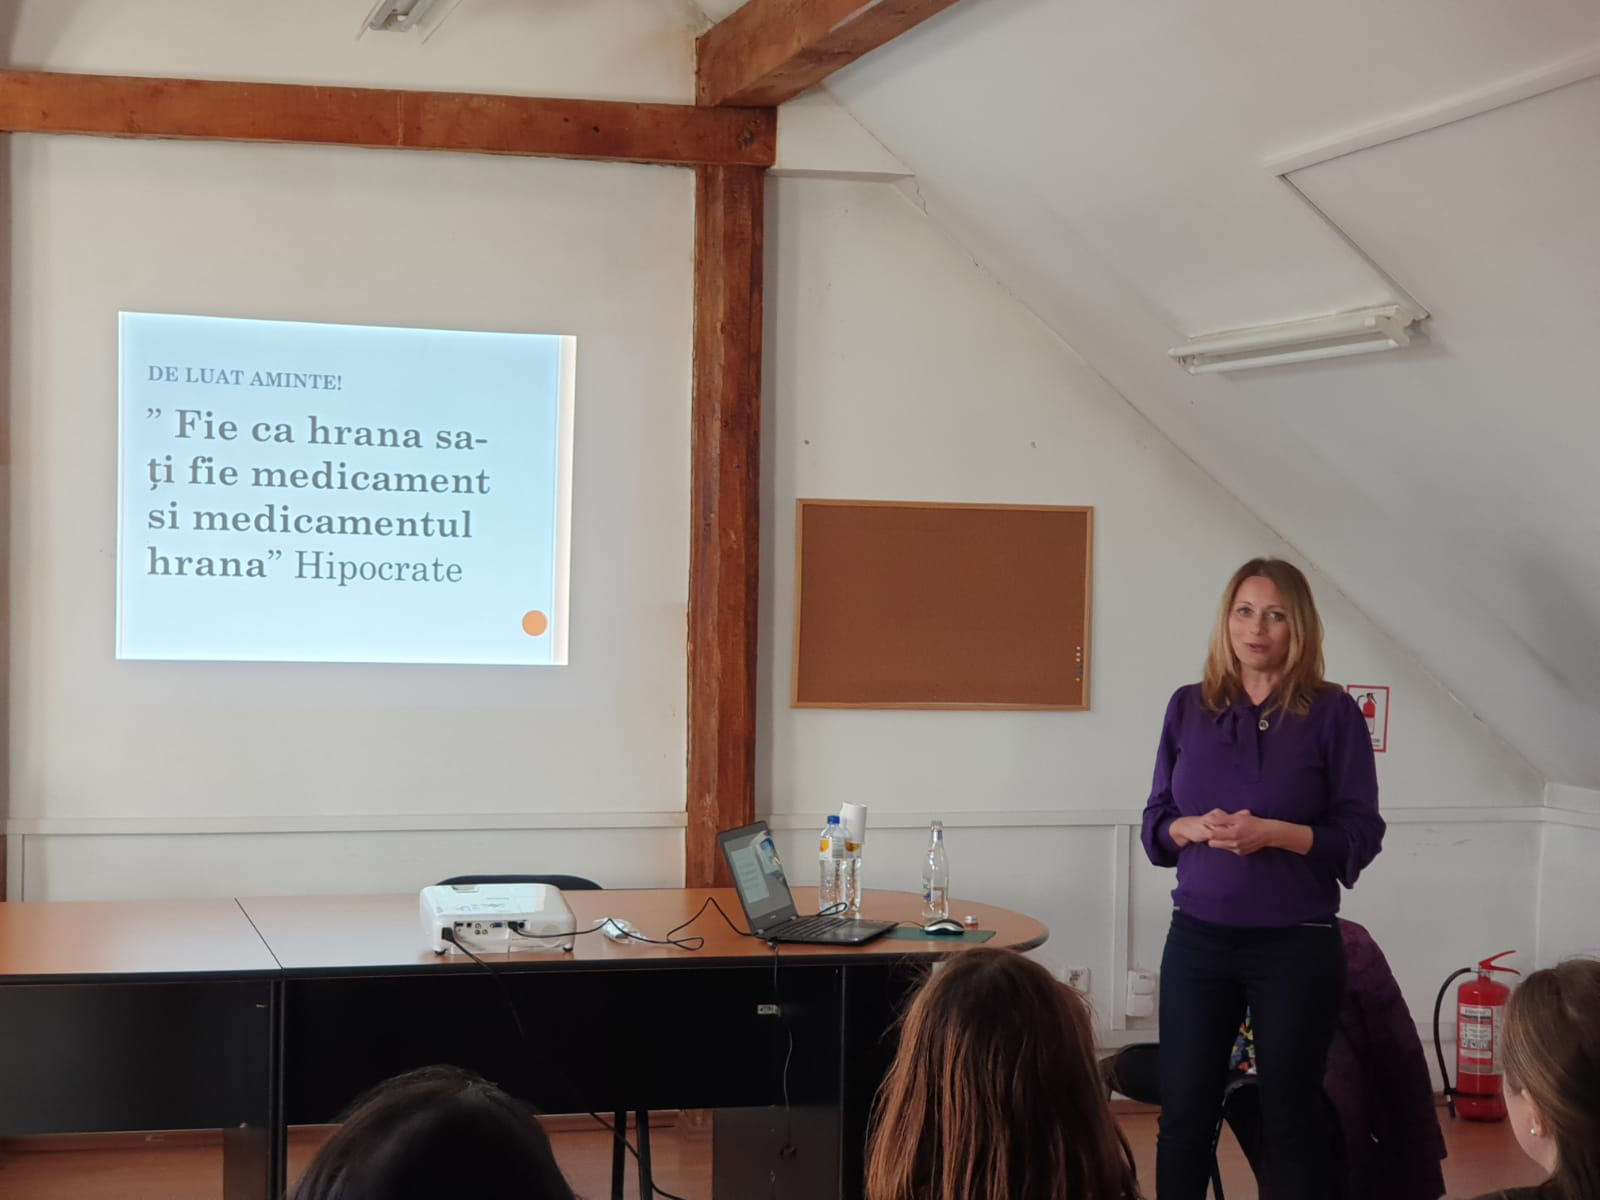 DE LUAT AMINTE!
” Fie ca hrana sa-
ți fie medicament
si medicamentul
hrana” Hipocrate